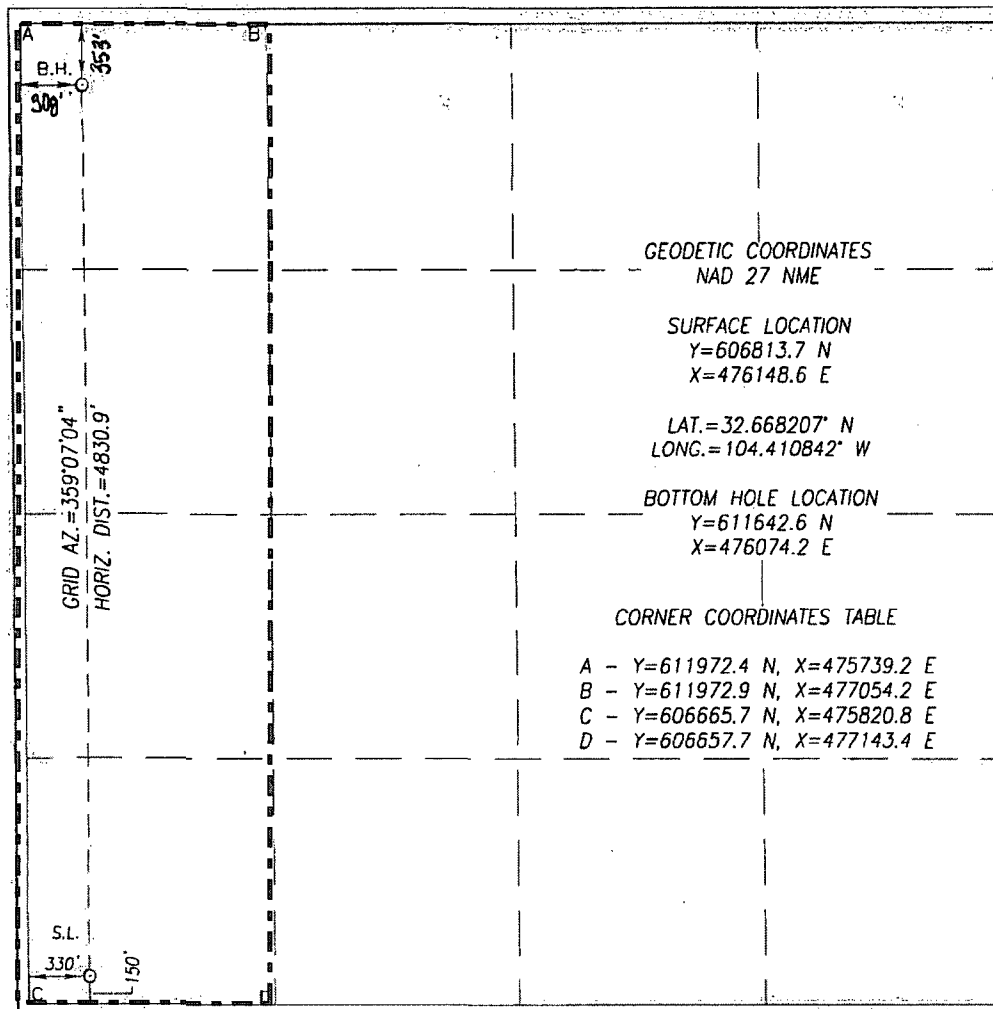 A
B
B.H.
353'
308'
GEODETIC COORDINATES
NAD 27 NME
SURFACE LOCATION
Y=606813.7 N
X=476148.6 E
LAT.=32.668207° N
LONG.=104.410842° W
BOTTOM HOLE LOCATION
Y=611642.6 N
X=476074.2 E
GRID AZ.=359°07'04"
HORIZ. DIST.=4830.9'
CORNER COORDINATES TABLE
A - Y=611972.4 N, X=475739.2 E
B - Y=611972.9 N, X=477054.2 E
C - Y=606665.7 N, X=475820.8 E
D - Y=606657.7 N, X=477143.4 E
S.L.
330'
150'
C
D